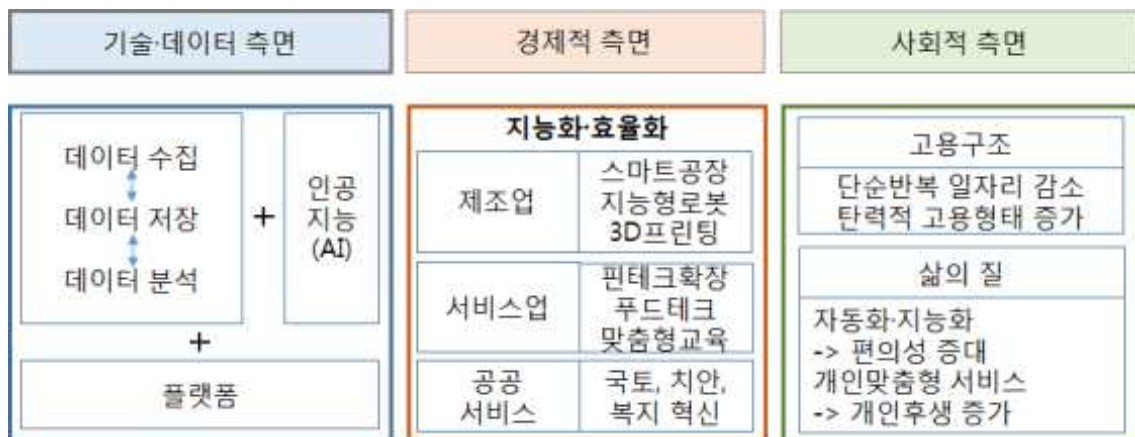 기술·데이터 측면
데이터 수집
데이터 저장
데이터 분석
+
인공
지능
(AI)
+
플랫폼
경제적 측면
지능화·효율화
제조업
스마트공장
지능형로봇
3D프린팅
서비스업
핀테크확장
푸드테크
맞춤형교육
공공
서비스
국토, 치안,
복지 혁신
사회적 측면
고용구조
단순반복 일자리 감소
탄력적 고용형태 증가
삶의 질
자동화·지능화
-> 편의성 증대
개인맞춤형 서비스
-> 개인후생 증가